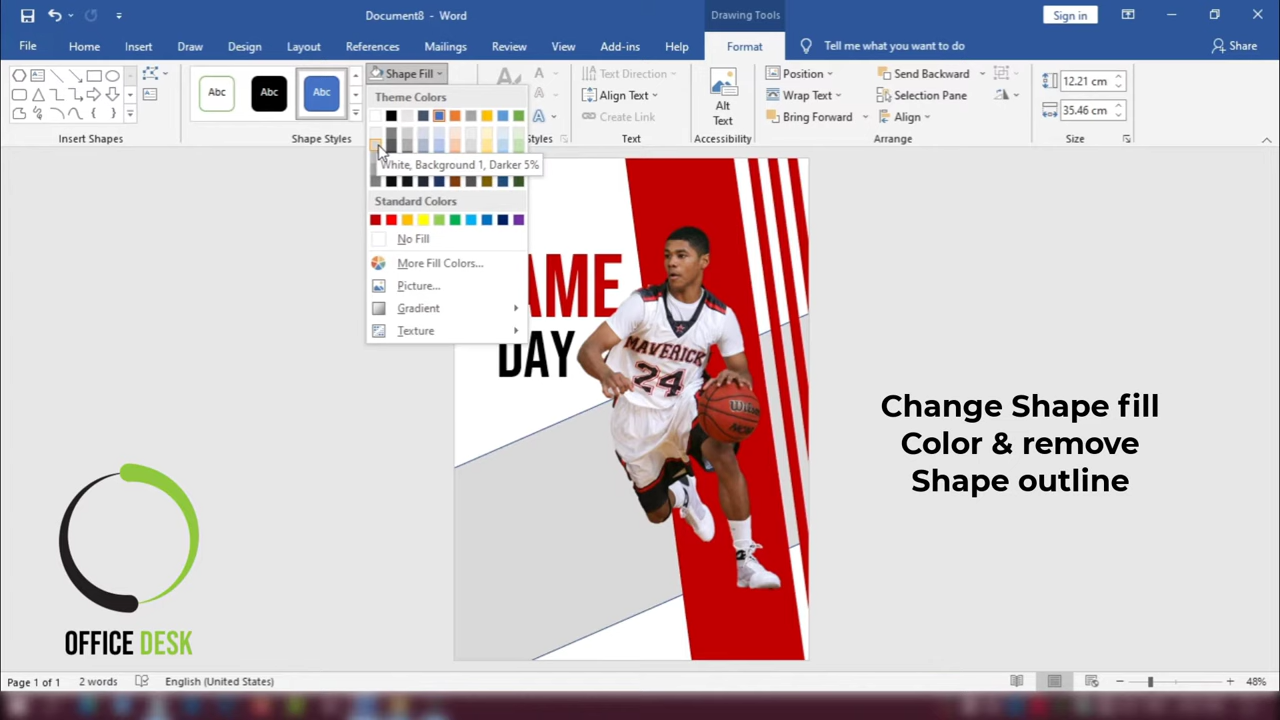 Document8 - Word
Drawing Tools
Sign in
File
Home
Insert
Draw
Design
Layout
References
Mailings
Review
View
Add-ins
Help
Format
Tell me what you want to do
Share
Abc
Abc
Abc
Shape Fill
Text Direction
Align Text
Create Link
Alt
Text
Position
Wrap Text
Bring Forward
Send Backward
Selection Pane
Align
12.21 cm
35.46 cm
Insert Shapes
Shape Styles
Styles
Text
Accessibility
Arrange
Size
Theme Colors
White, Background 1, Darker 5%
Standard Colors
No Fill
More Fill Colors...
Picture...
Gradient
Texture
AME
DAY
MAVERICK
24
Wilson
Change Shape fill
Color & remove
Shape outline
OFFICE DESK
Page 1 of 1
2 words
English (United States)
48%